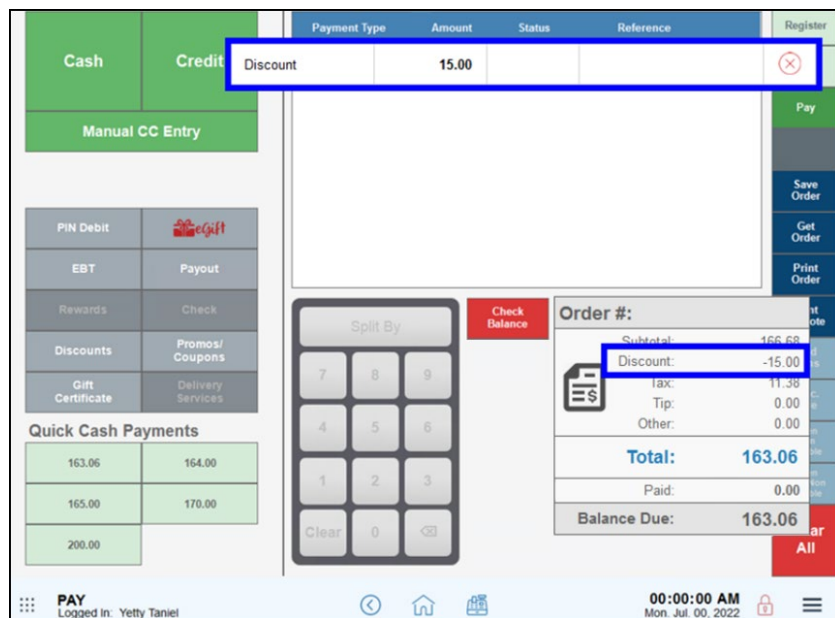 Payment Type Amount Status Reference Register
Cash Credit Discount 15.00
Pay
Manual CC Entry
Save
Order
PIN Debit eGift
Get
Order
EBT Payout
Print
Order
Rewards Check
Discounts Promos/
Coupons
Gift
Certificate Delivery
Services
Split By
Check
Balance
7 8 9
4 5 6
1 2 3
Clear 0
Order #:
Subtotal: 166.68
Discount: -15.00
Tax: 11.38
Tip: 0.00
Other: 0.00
Total: 163.06
Paid: 0.00
Balance Due: 163.06
Quick Cash Payments
163.06 164.00
165.00 170.00
200.00
All
PAY
Logged In: Yetty Taniel
00:00:00 AM
Mon. Jul. 00, 2022